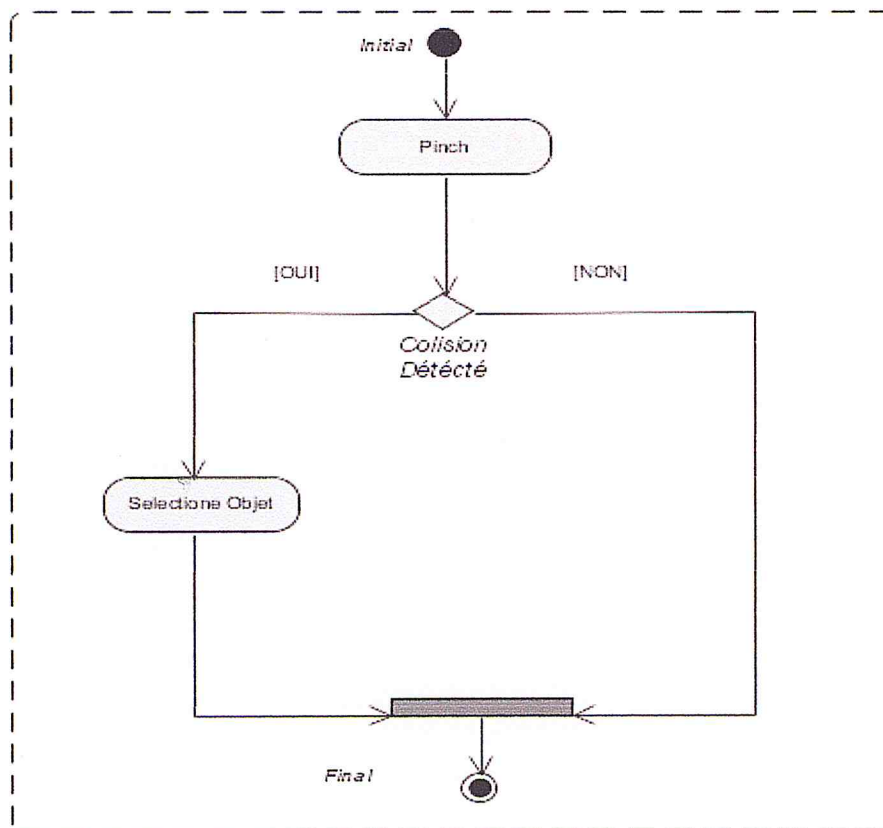 Initial
Pinch
[OUI]
[NON]
Colision
Détécté
Selectione Objet
Final